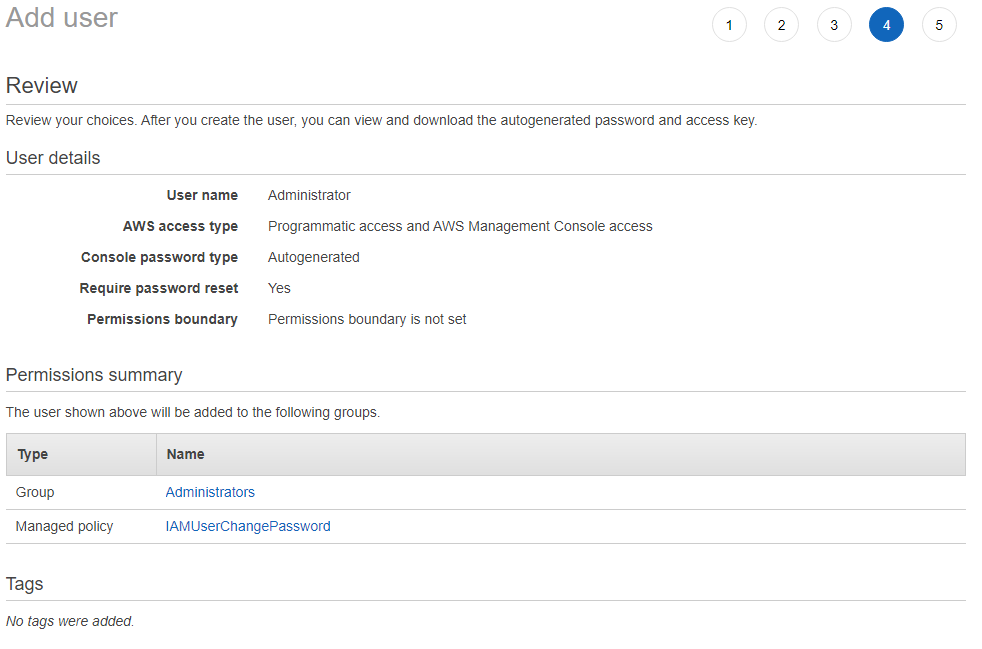 Add user
1 2 3 4 5
Review
Review your choices. After you create the user, you can view and download the autogenerated password and access key.
User details
User name Administrator
AWS access type Programmatic access and AWS Management Console access
Console password type Autogenerated
Require password reset Yes
Permissions boundary Permissions boundary is not set
Permissions summary
The user shown above will be added to the following groups.
Type Name
Group Administrators
Managed policy IAMUserChangePassword
Tags
No tags were added.